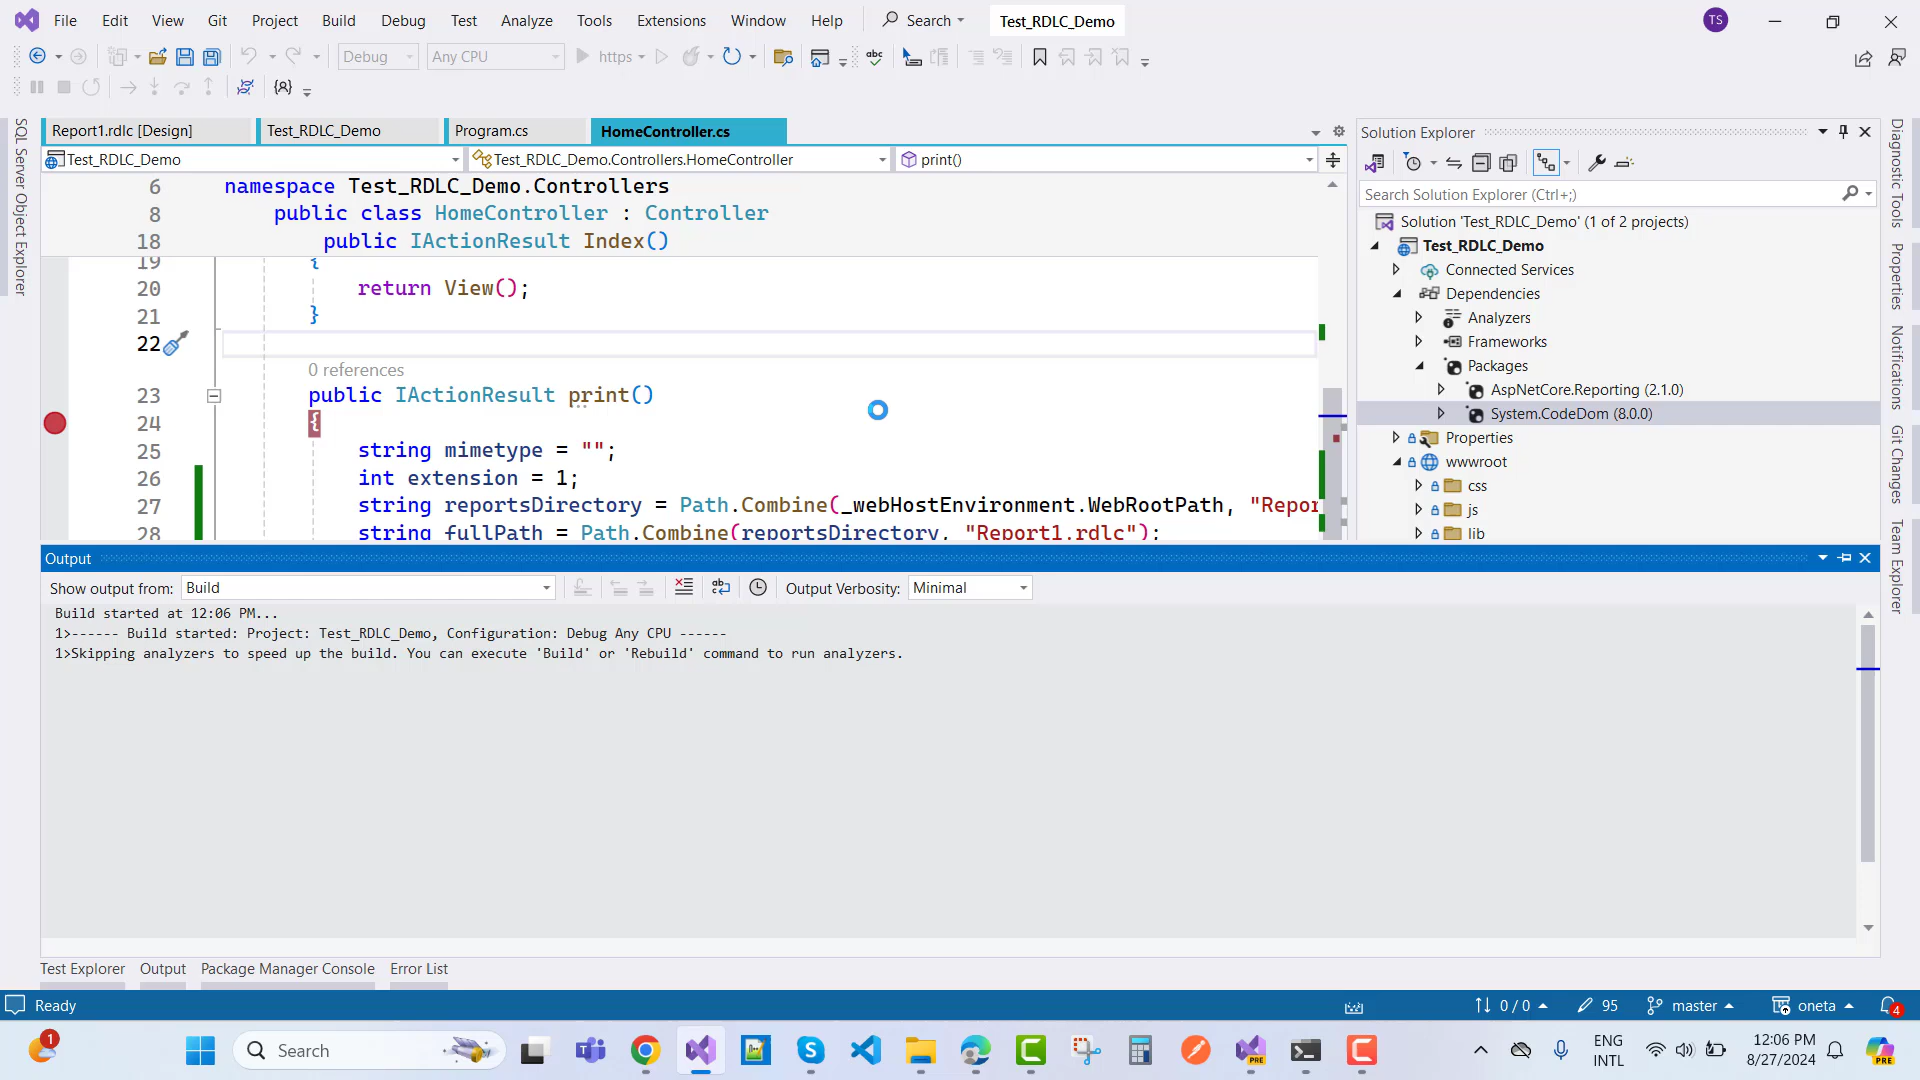 File Edit View Git Project Build Debug Test Analyze Tools Extensions Window Help Search Test_RDLC_Demo TS
Debug Any CPU https
Report1.rdlc [Design] Test_RDLC_Demo Program.cs HomeController.cs
Test_RDLC_Demo Test_RDLC_Demo.Controllers.HomeController print()
6 namespace Test_RDLC_Demo.Controllers
8 public class HomeController : Controller
18 public IActionResult Index()
19 {
20 return View();
21 }
22
0 references
23 public IActionResult print()
24 {
25 string mimetype = "";
26 int extension = 1;
27 string reportsDirectory = Path.Combine(_webHostEnvironment.WebRootPath, "Repor
28 string fullPath = Path.Combine(reportsDirectory, "Report1.rdlc");
SQL Server Object Explorer
Solution Explorer
Search Solution Explorer (Ctrl+;)
Solution 'Test_RDLC_Demo' (1 of 2 projects)
Test_RDLC_Demo
Connected Services
Dependencies
Analyzers
Frameworks
Packages
AspNetCore.Reporting (2.1.0)
System.CodeDom (8.0.0)
Properties
wwwroot
css
js
lib
Diagnostic Tools
Properties
Notifications
Git Changes
Team Explorer
Output
Show output from: Build Output Verbosity: Minimal
Build started at 12:06 PM...
1>------ Build started: Project: Test_RDLC_Demo, Configuration: Debug Any CPU ------
1>Skipping analyzers to speed up the build. You can execute 'Build' or 'Rebuild' command to run analyzers.
Test Explorer Output Package Manager Console Error List
Ready 0 / 0 95 master oneta 4
1 Search ENG 12:06 PM
INTL 8/27/2024